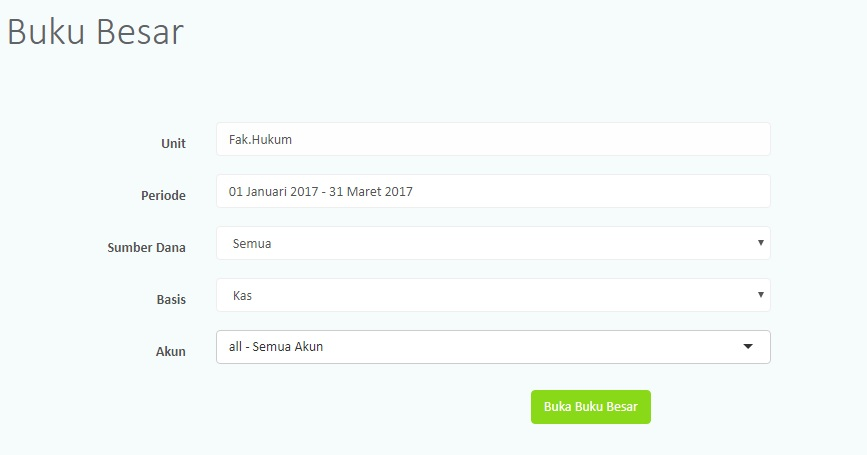 Buku Besar
Unit Fak.Hukum
Periode 01 Januari 2017 - 31 Maret 2017
Sumber Dana Semua
Basis Kas
Akun all - Semua Akun
Buka Buku Besar